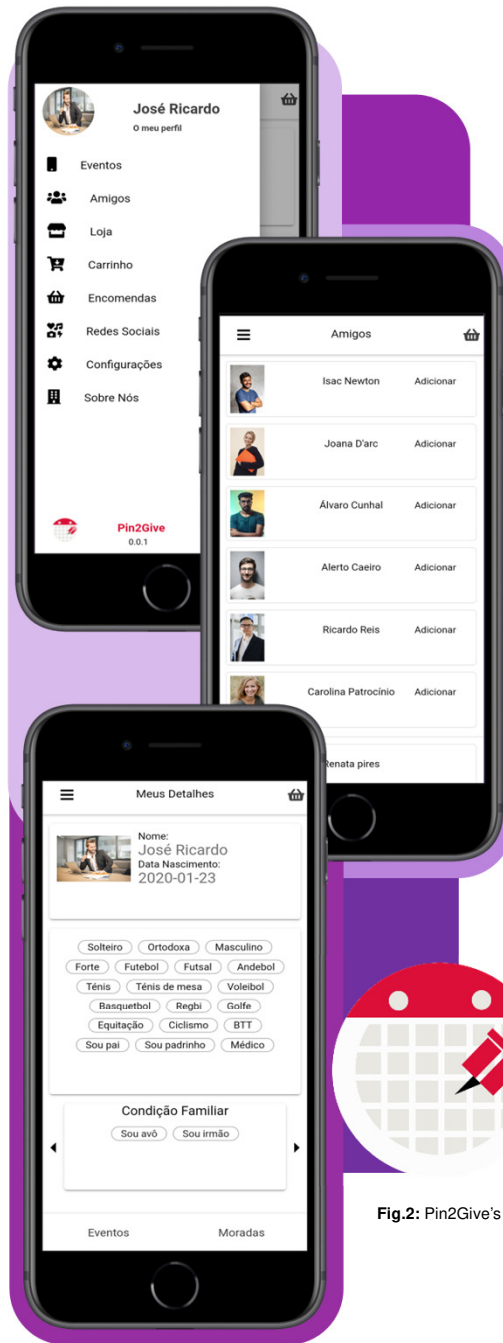 José Ricardo
O meu perfil
Eventos
Amigos
Loja
Carrinho
Encomendas
Redes Sociais
Configurações
Sobre Nós
Pin2Give
0.0.1
Amigos
Isac Newton Adicionar
Joana D'arc Adicionar
Álvaro Cunhal Adicionar
Alerto Caeiro Adicionar
Ricardo Reis Adicionar
Carolina Patrocínio Adicionar
Renata pires
Meus Detalhes
Nome:
José Ricardo
Data Nascimento:
2020-01-23
Solteiro Ortodoxa Masculino
Forte Futebol Futsal Andebol
Ténis Ténis de mesa Voleibol
Basquetbol Regbi Golfe
Equitação Ciclismo BTT
Sou pai Sou padrinho Médico
Condição Familiar
Sou avô Sou irmão
Eventos Moradas
Fig.2: Pin2Give's